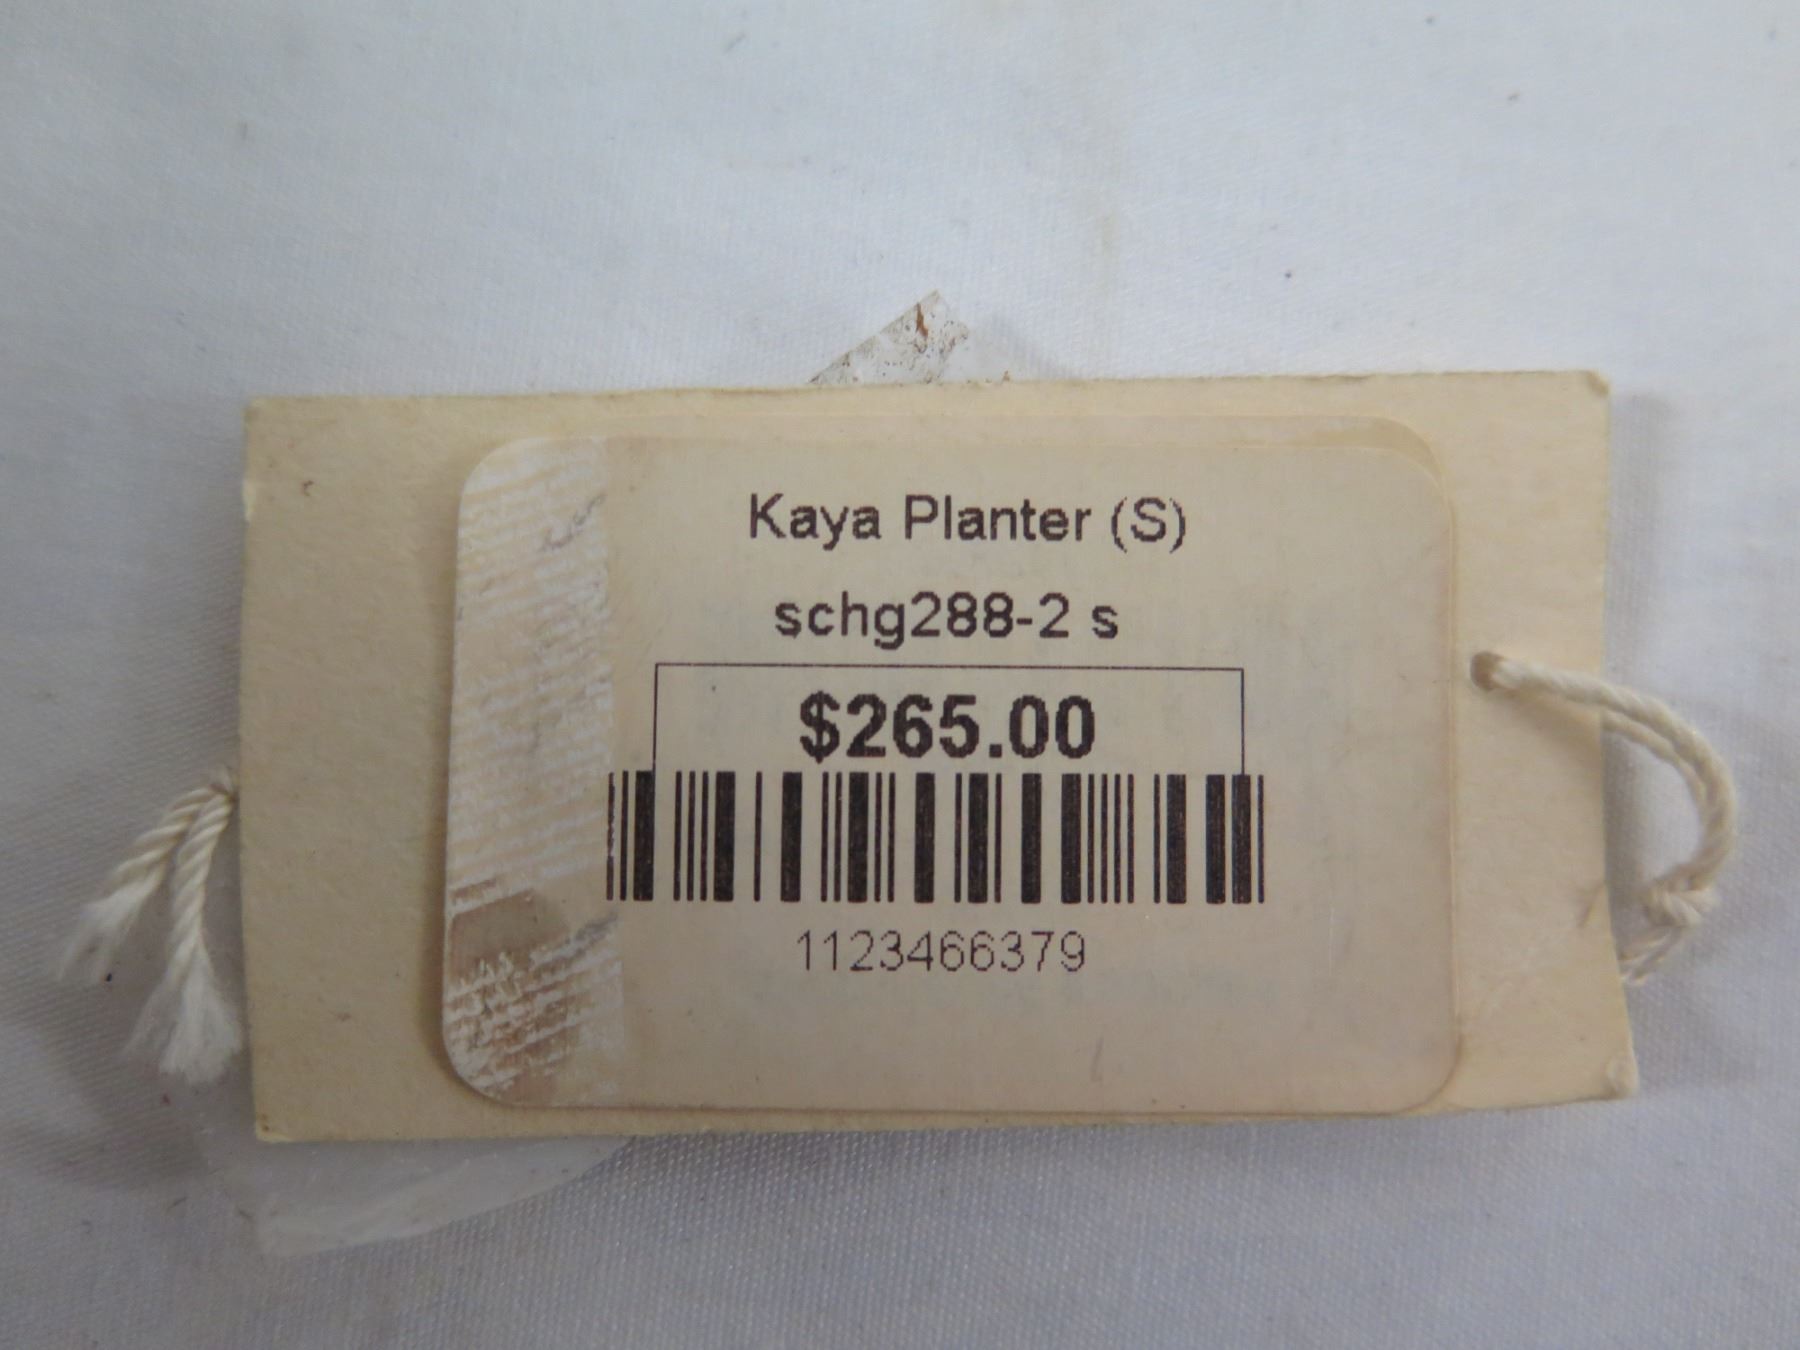 Kaya Planter (S)
schg288-2 s
$265.00
1123466379